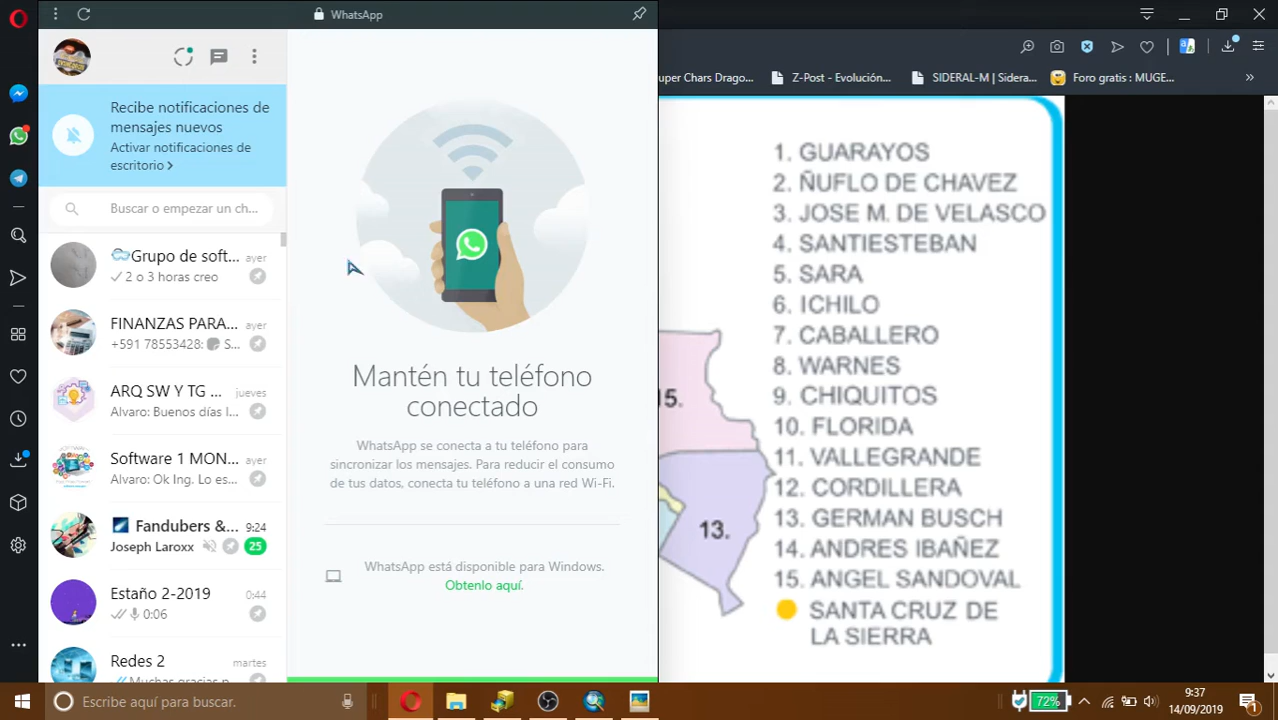 WhatsApp
Recibe notificaciones de
mensajes nuevos
Activar notificaciones de
escritorio
Buscar o empezar un ch...
Grupo de soft... ayer
2 o 3 horas creo
FINANZAS PARA... ayer
+591 78553428: S...
ARQ SW Y TG ... jueves
Alvaro: Buenos días l...
Software 1 MON... ayer
Alvaro: Ok Ing. Lo es...
Fandubers &... 9:24
Joseph Laroxx 25
Estaño 2-2019 0:44
0:06
Redes 2 martes
Muchas gracias p...
Mantén tu teléfono
conectado
WhatsApp se conecta a tu teléfono para
sincronizar los mensajes. Para reducir el consumo
de tus datos, conecta tu teléfono a una red Wi-Fi.
WhatsApp está disponible para Windows.
Obtenlo aquí.
uper Chars Drago... Z-Post - Evolución... SIDERAL-M | Sidera... Foro gratis : MUGE...
15.
13.
1. GUARAYOS
2. ÑUFLO DE CHAVEZ
3. JOSE M. DE VELASCO
4. SANTIESTEBAN
5. SARA
6. ICHILO
7. CABALLERO
8. WARNES
9. CHIQUITOS
10. FLORIDA
11. VALLEGRANDE
12. CORDILLERA
13. GERMAN BUSCH
14. ANDRES IBAÑEZ
15. ANGEL SANDOVAL
SANTA CRUZ DE
LA SIERRA
Escribe aquí para buscar.
72%
9:37
14/09/2019
1